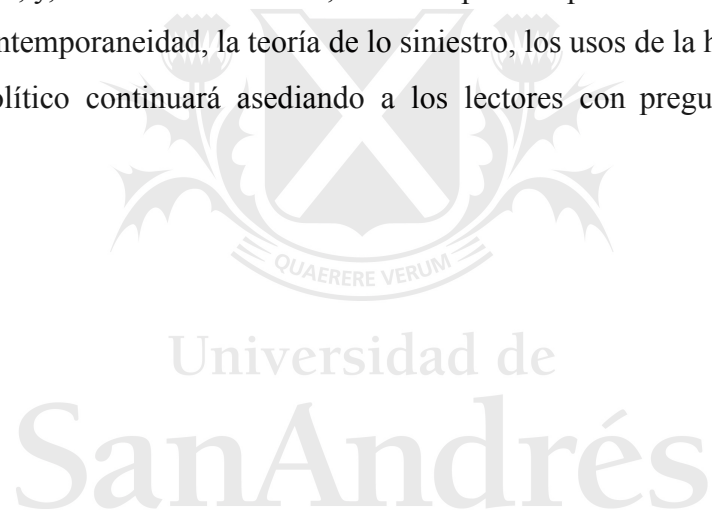 ntemporaneidad, la teoría de lo siniestro, los usos de la h
olítico continuará asediando a los lectores con pregu
QUAERERE VERUM
Universidad de
SanAndrés